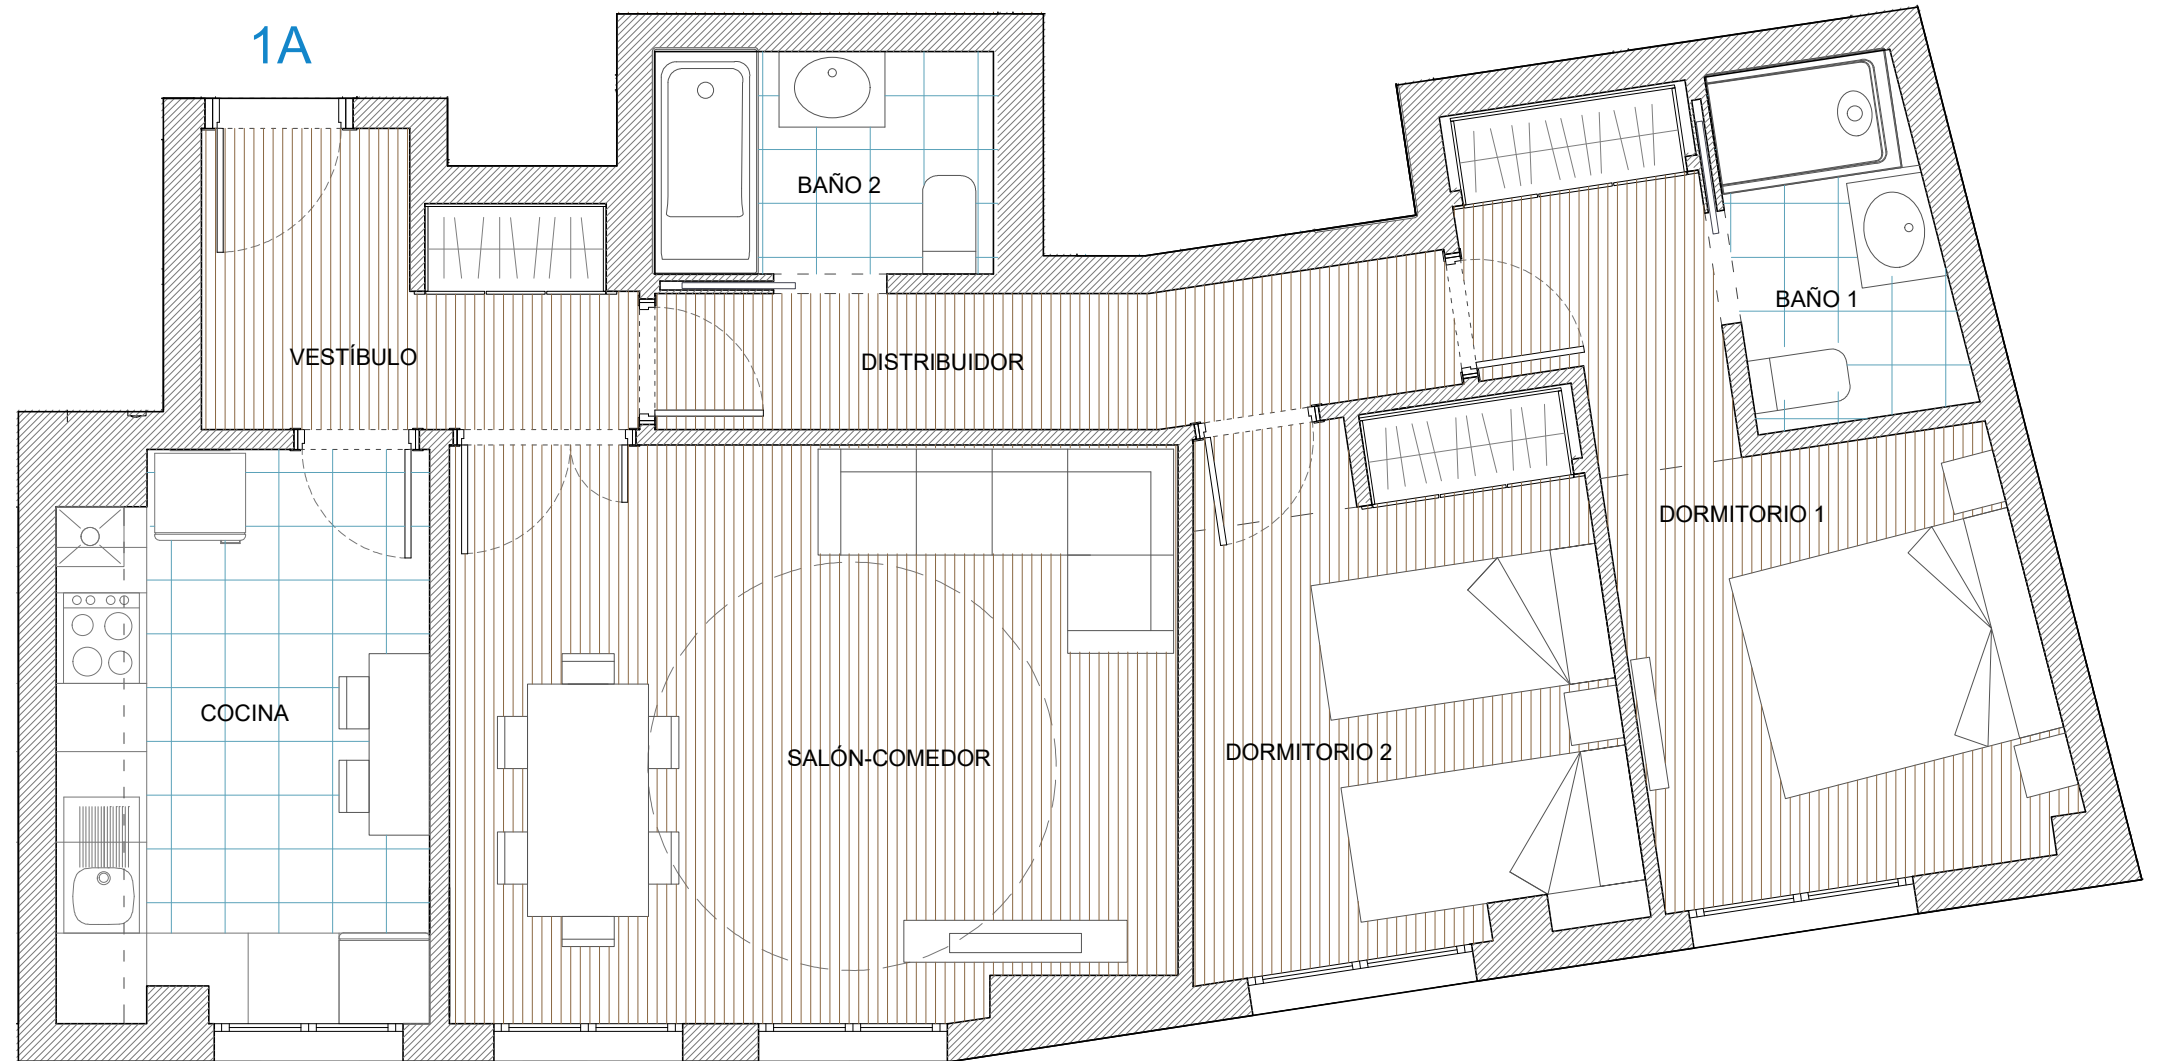 1A
BAÑO 2
BAÑO 1
VESTÍBULO
DISTRIBUIDOR
DORMITORIO 1
COCINA
SALÓN-COMEDOR
DORMITORIO 2